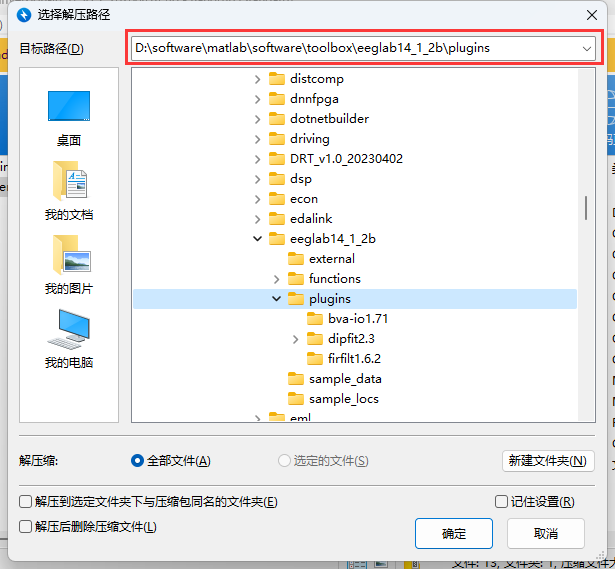 选择解压路径
目标路径(D)
D:\software\matlab\software\toolbox\eeglab14_1_2b\plugins
桌面
我的文档
我的图片
我的电脑
distcomp
dnnfpga
dotnetbuilder
driving
DRT_v1.0_20230402
dsp
econ
edalink
eeglab14_1_2b
external
functions
plugins
bva-io1.71
dipfit2.3
firfilt1.6.2
sample_data
sample_locs
eml
解压缩:
全部文件(A)
选定的文件(S)
新建文件夹(N)
解压到选定文件夹下与压缩包同名的文件夹(E)
记住设置(R)
解压后删除压缩文件(L)
确定
取消